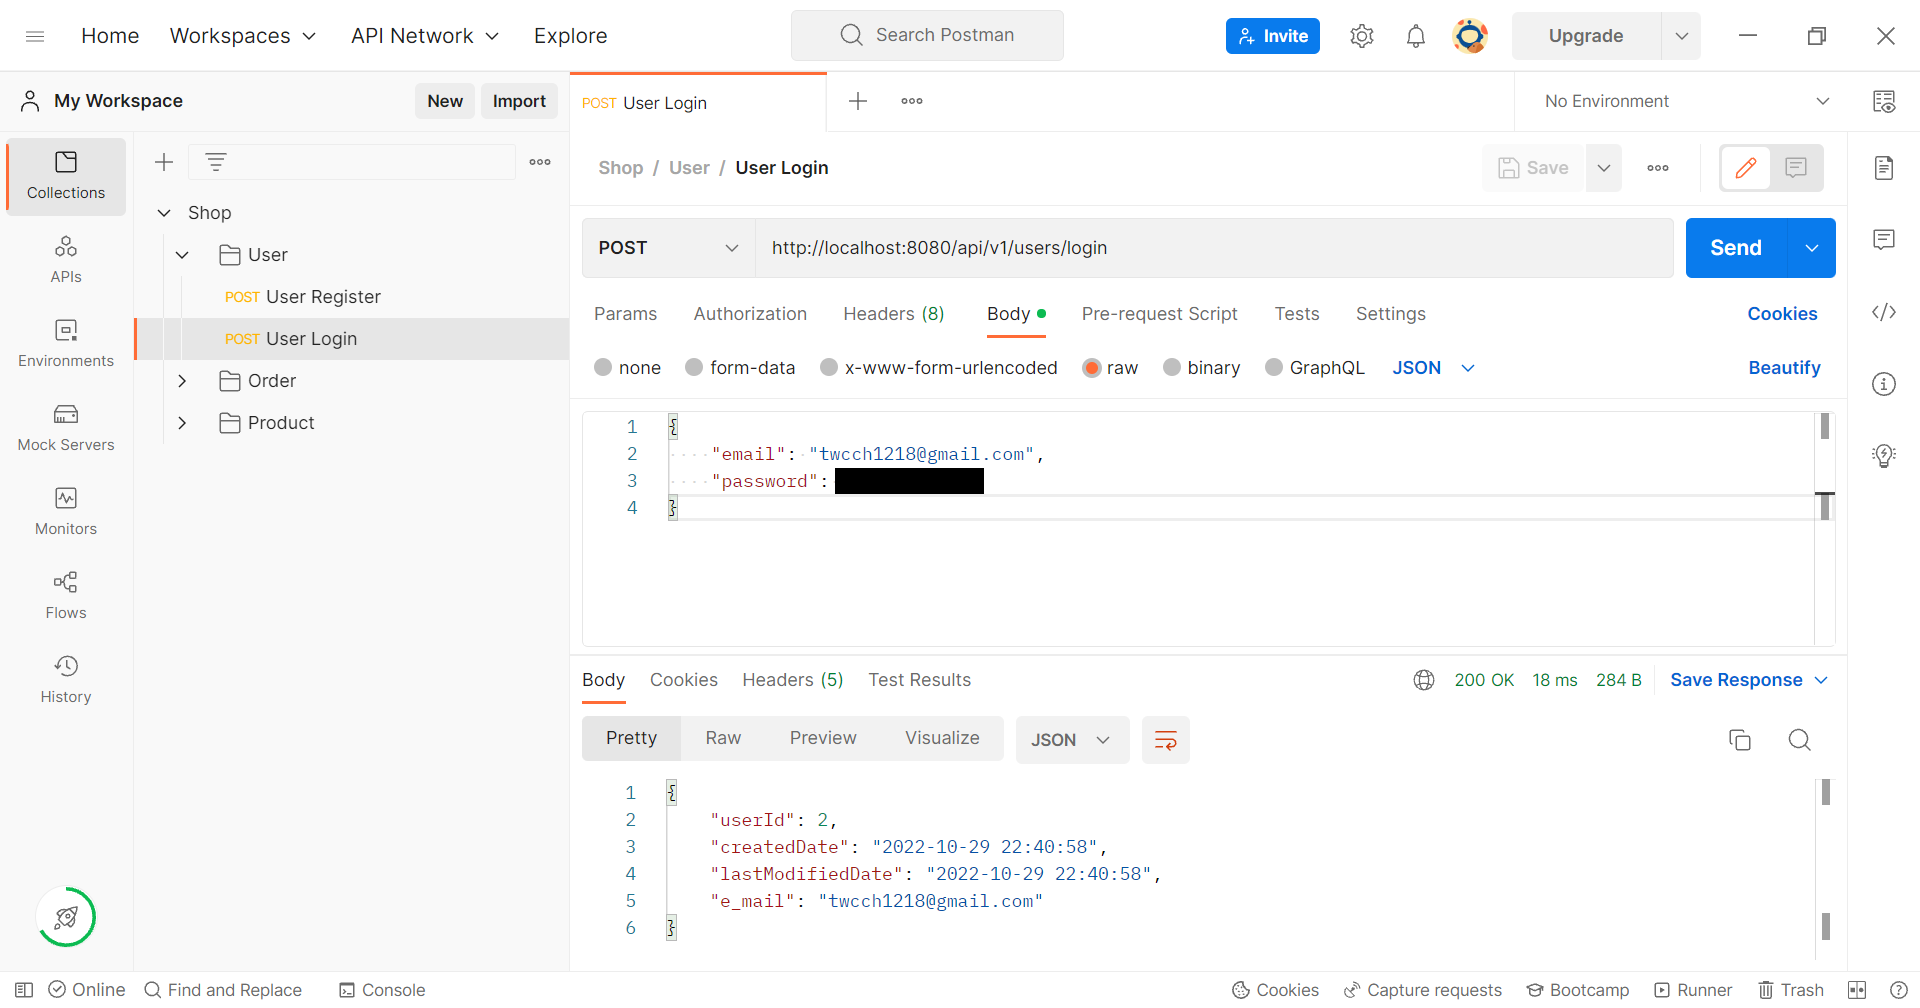 Home Workspaces API Network Explore Search Postman Invite Upgrade
My Workspace New Import
POST User Login
No Environment
Collections
APIs
Environments
Mock Servers
Monitors
Flows
History
Shop
User
POST User Register
POST User Login
Order
Product
Shop / User / User Login
Save
POST http://localhost:8080/api/v1/users/login Send
Params Authorization Headers (8) Body Pre-request Script Tests Settings Cookies
none form-data x-www-form-urlencoded raw binary GraphQL JSON Beautify
1 {
2 "email": "twcch1218@gmail.com",
3 "password":
4 }
Body Cookies Headers (5) Test Results 200 OK 18 ms 284 B Save Response
Pretty Raw Preview Visualize JSON
1 {
2 "userId": 2,
3 "createdDate": "2022-10-29 22:40:58",
4 "lastModifiedDate": "2022-10-29 22:40:58",
5 "e_mail": "twcch1218@gmail.com"
6 }
Online Find and Replace Console Cookies Capture requests Bootcamp Runner Trash